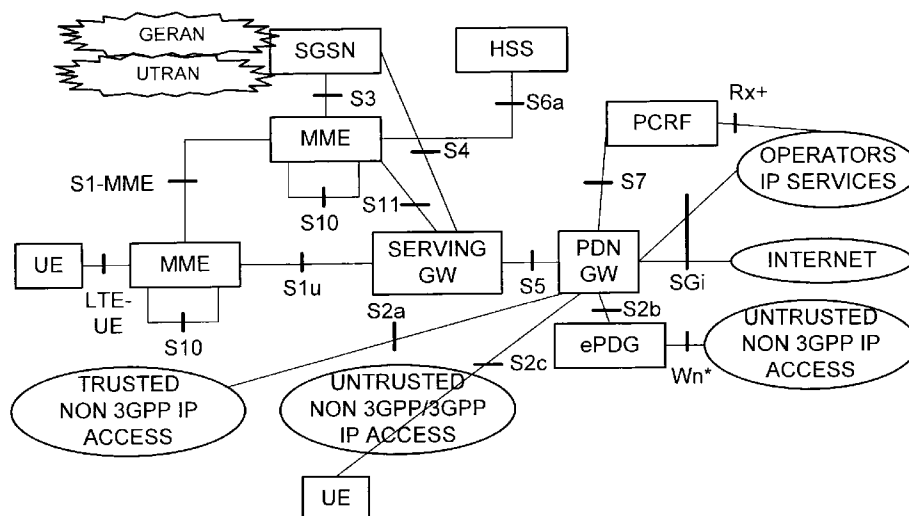 GERAN
UTRAN
SGSN
HSS
S3
S6a
Rx+
MME
PCRF
S4
OPERATORS
IP SERVICES
S1-MME
S10
S11
S7
UE
MME
SERVING
GW
PDN
GW
INTERNET
LTE-
UE
S1u
S5
SGi
S10
S2a
S2b
ePDG
UNTRUSTED
NON 3GPP IP
ACCESS
S2c
Wn*
TRUSTED
NON 3GPP IP
ACCESS
UNTRUSTED
NON 3GPP/3GPP
IP ACCESS
UE